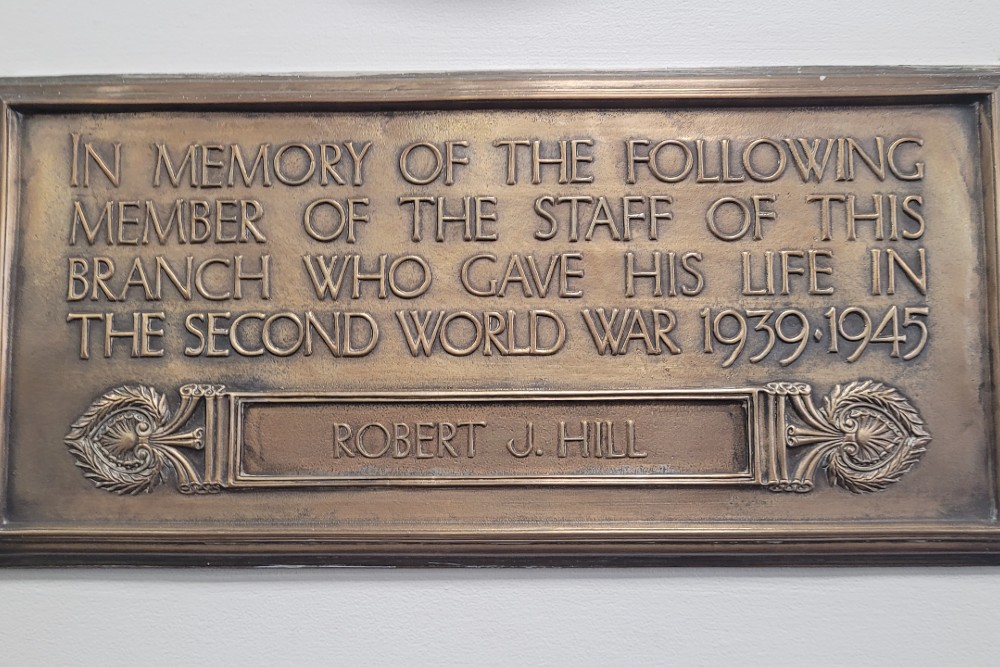 IN MEMORY OF THE FOLLOWING
MEMBER OF THE STAFF OF THIS
BRANCH WHO GAVE HIS LIFE IN
THE SECOND WORLD WAR 1939·1945
ROBERT J. HILL